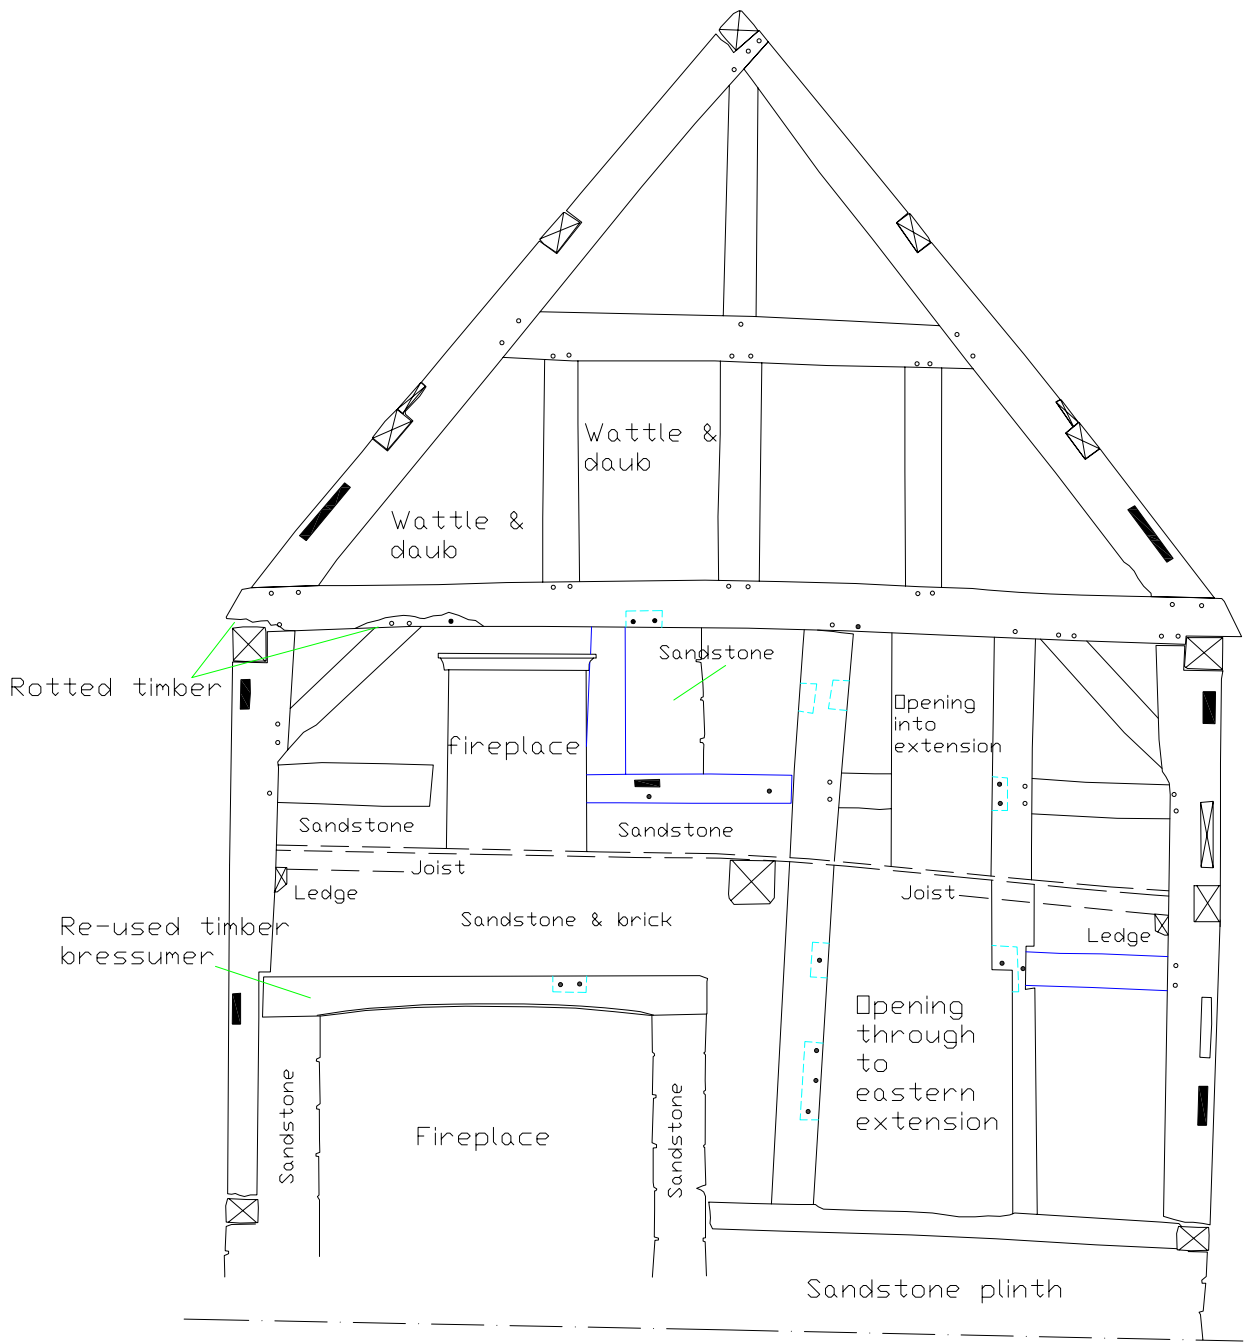 Wattle &
daub
Wattle &
daub
Sandstone
Rotted timber
Opening
into
extension
fireplace
Sandstone
Sandstone
Joist
Ledge
Joist
Sandstone & brick
Re-used timber
bressumer
Ledge
Opening
through
to
eastern
extension
Sandstone
Sandstone
Fireplace
Sandstone plinth